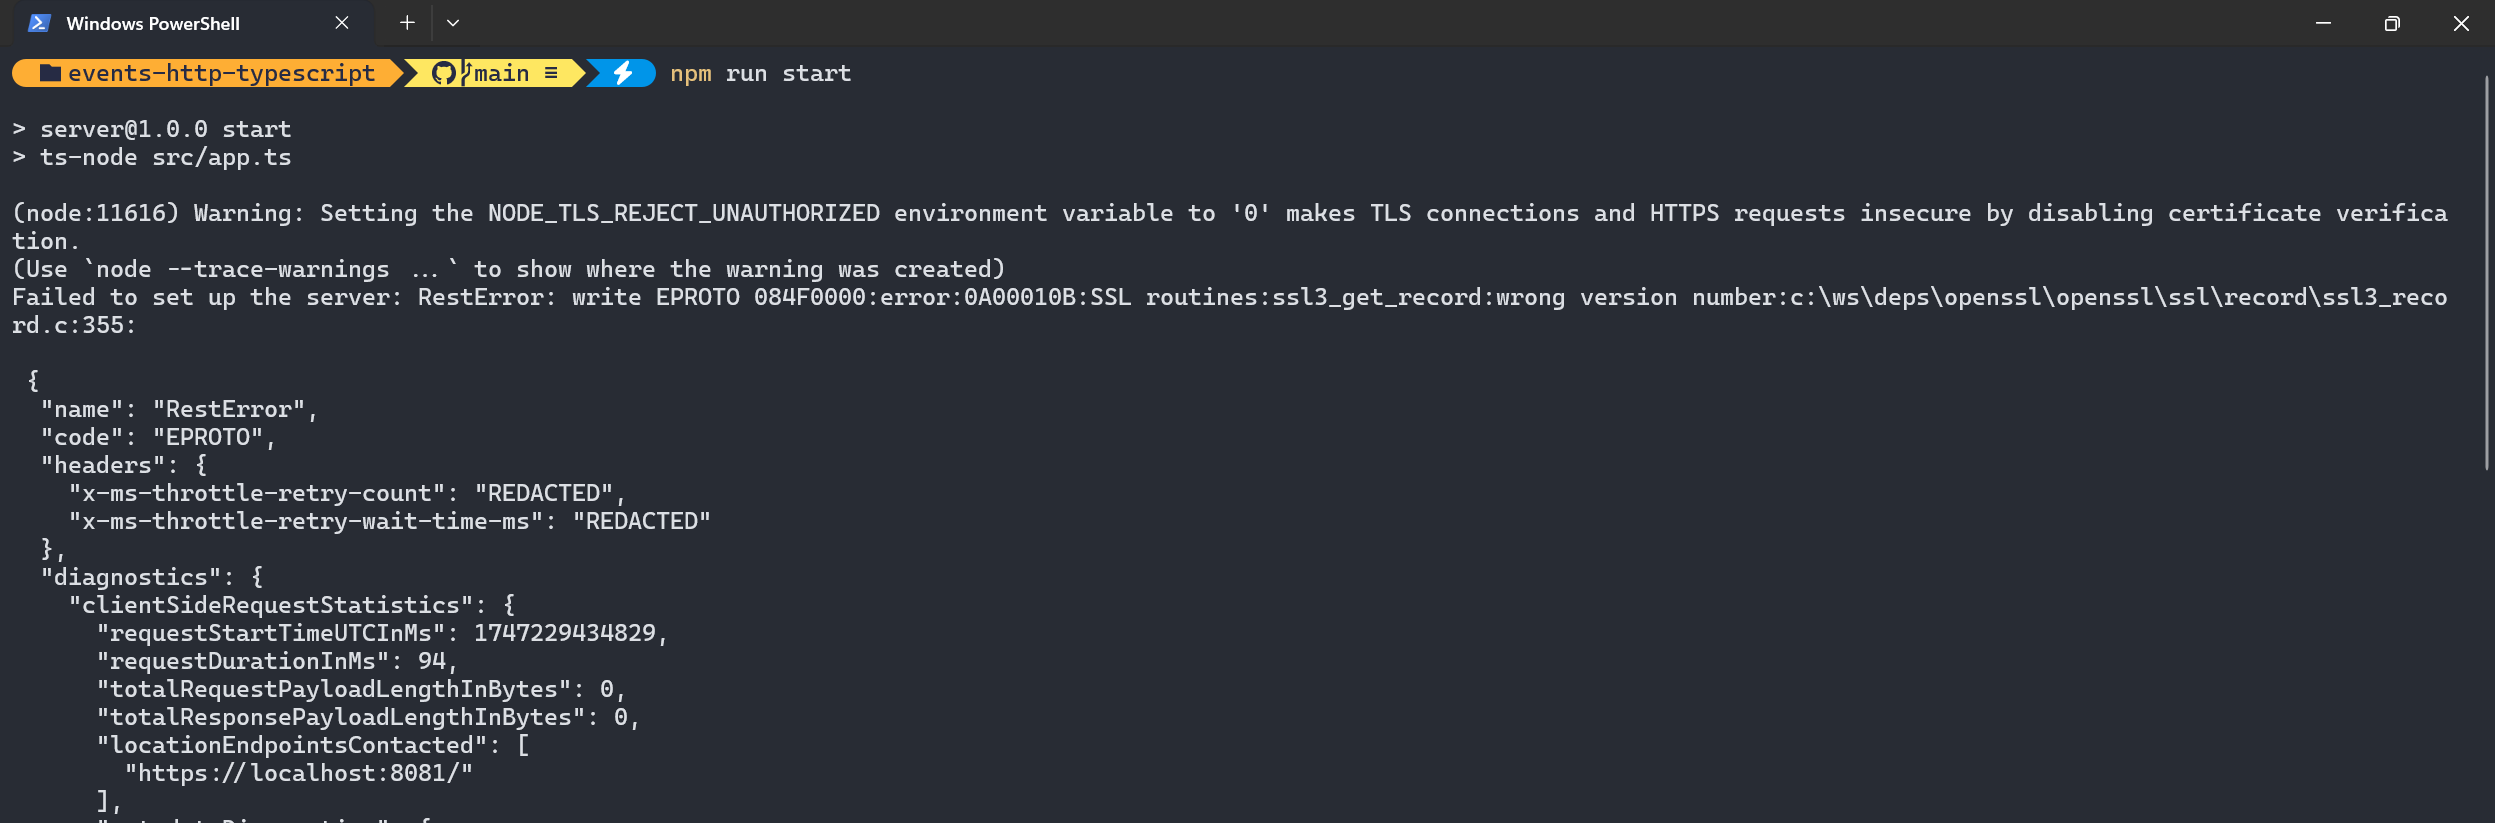 Windows PowerShell
events-http-typescript main ≡ npm run start
> server@1.0.0 start
> ts-node src/app.ts
(node:11616) Warning: Setting the NODE_TLS_REJECT_UNAUTHORIZED environment variable to '0' makes TLS connections and HTTPS requests insecure by disabling certificate verifica
tion.
(Use `node --trace-warnings ...` to show where the warning was created)
Failed to set up the server: RestError: write EPROTO 084F0000:error:0A00010B:SSL routines:ssl3_get_record:wrong version number:c:\ws\deps\openssl\openssl\ssl\record\ssl3_reco
rd.c:355:
{
"name": "RestError",
"code": "EPROTO",
"headers": {
"x-ms-throttle-retry-count": "REDACTED",
"x-ms-throttle-retry-wait-time-ms": "REDACTED"
},
"diagnostics": {
"clientSideRequestStatistics": {
"requestStartTimeUTCInMs": 1747229434829,
"requestDurationInMs": 94,
"totalRequestPayloadLengthInBytes": 0,
"totalResponsePayloadLengthInBytes": 0,
"locationEndpointsContacted": [
"https://localhost:8081/"
],